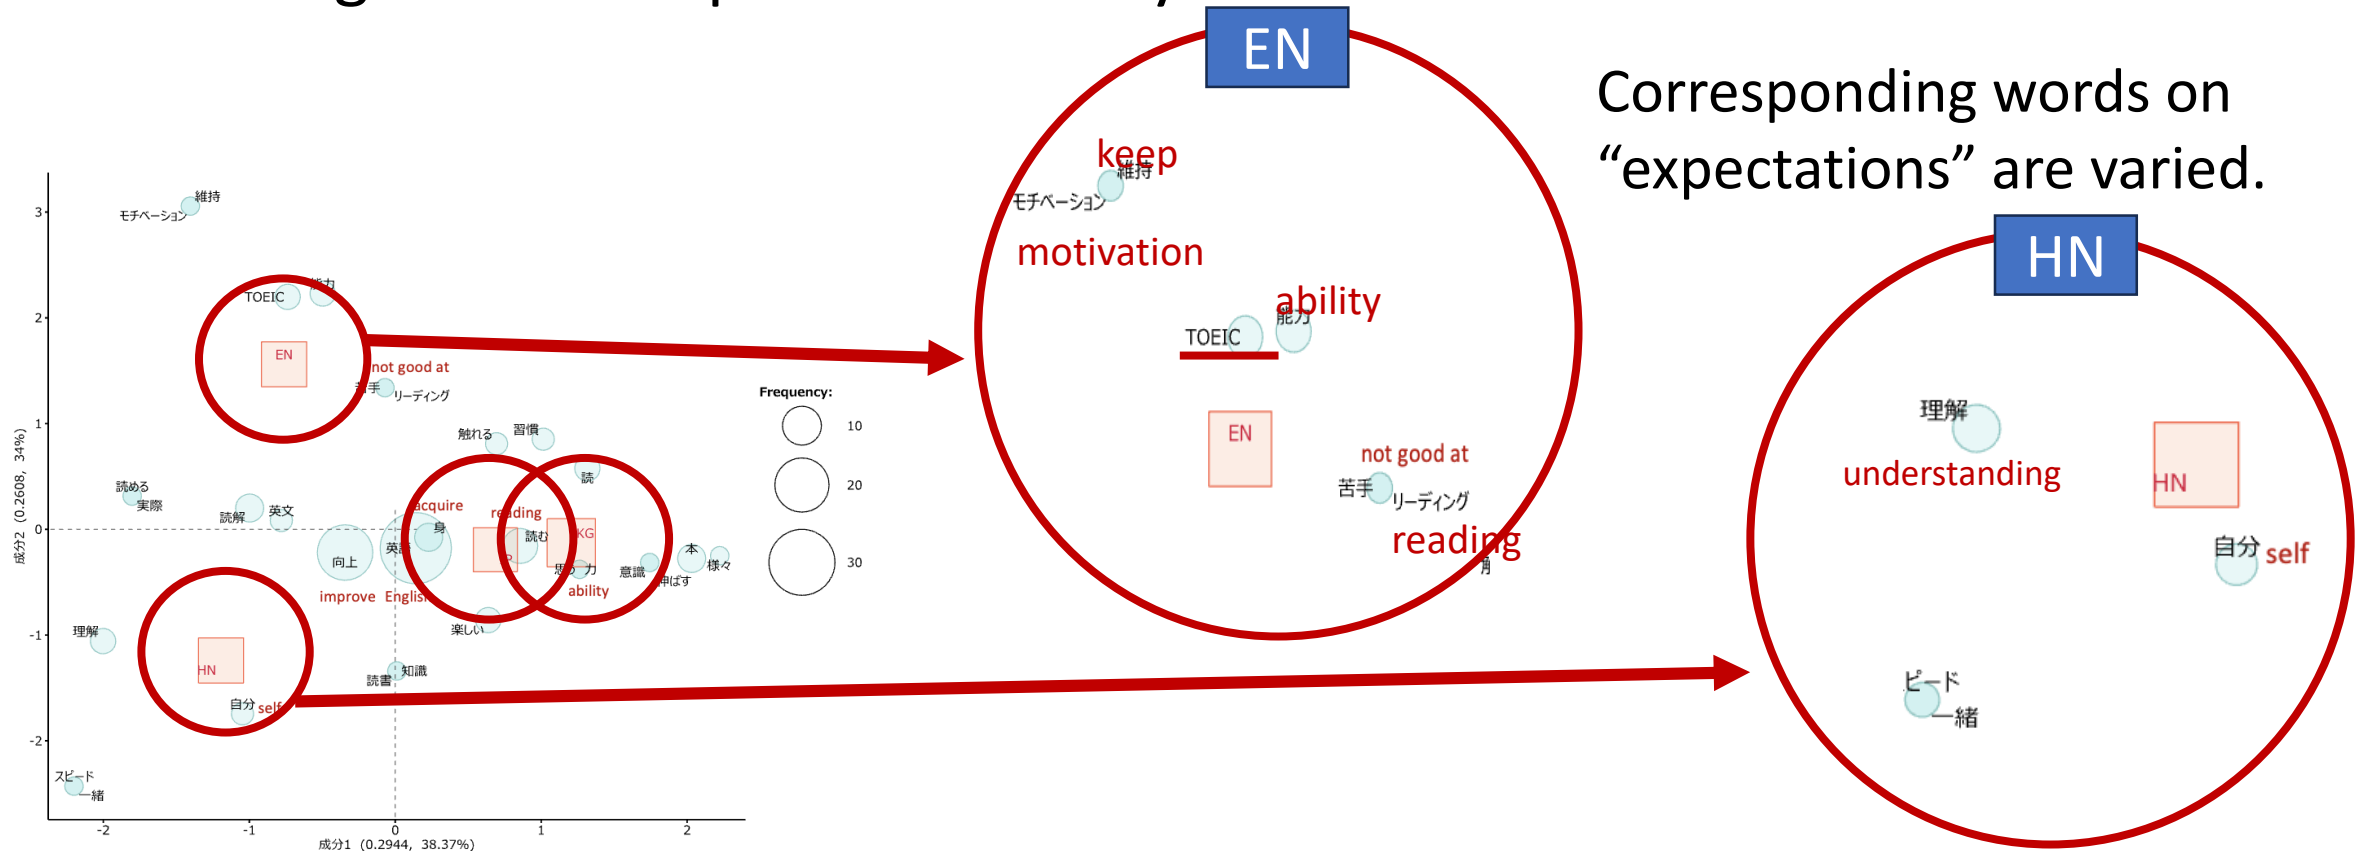 EN
Corresponding words on
“expectations” are varied.
HN
keep
維持
モチベーション
motivation
ability
能力
TOEIC
EN
not good at
苦手
リーディング
reading
理解
understanding
HN
自分 self
ピード
一緒
維持
モチベーション
TOEIC
能力
EN
not good at
苦手
リーディング
Frequency:
10
20
30
触れる
習慣
読
読める
実際
読解
英文
acquire
reading
身
英語
読む
KG
向上
思う
力
意識
伸ばす
本
様々
improve English
ability
楽しい
理解
HN
自分 self
読書
知識
スピード
一緒
3
2
1
0
-1
-2
-2
-1
0
1
2
成分2 (0.2608, 34%)
成分1 (0.2944, 38.37%)